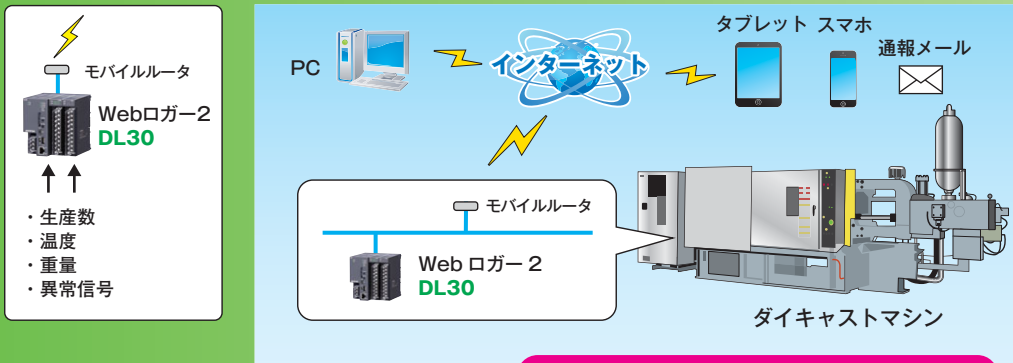 モバイルルータ
Webロガー2
DL30
・生産数
・温度
・重量
・異常信号
PC
インターネット
タブレット スマホ
通報メール
モバイルルータ
Web ロガー 2
DL30
ダイキャストマシン